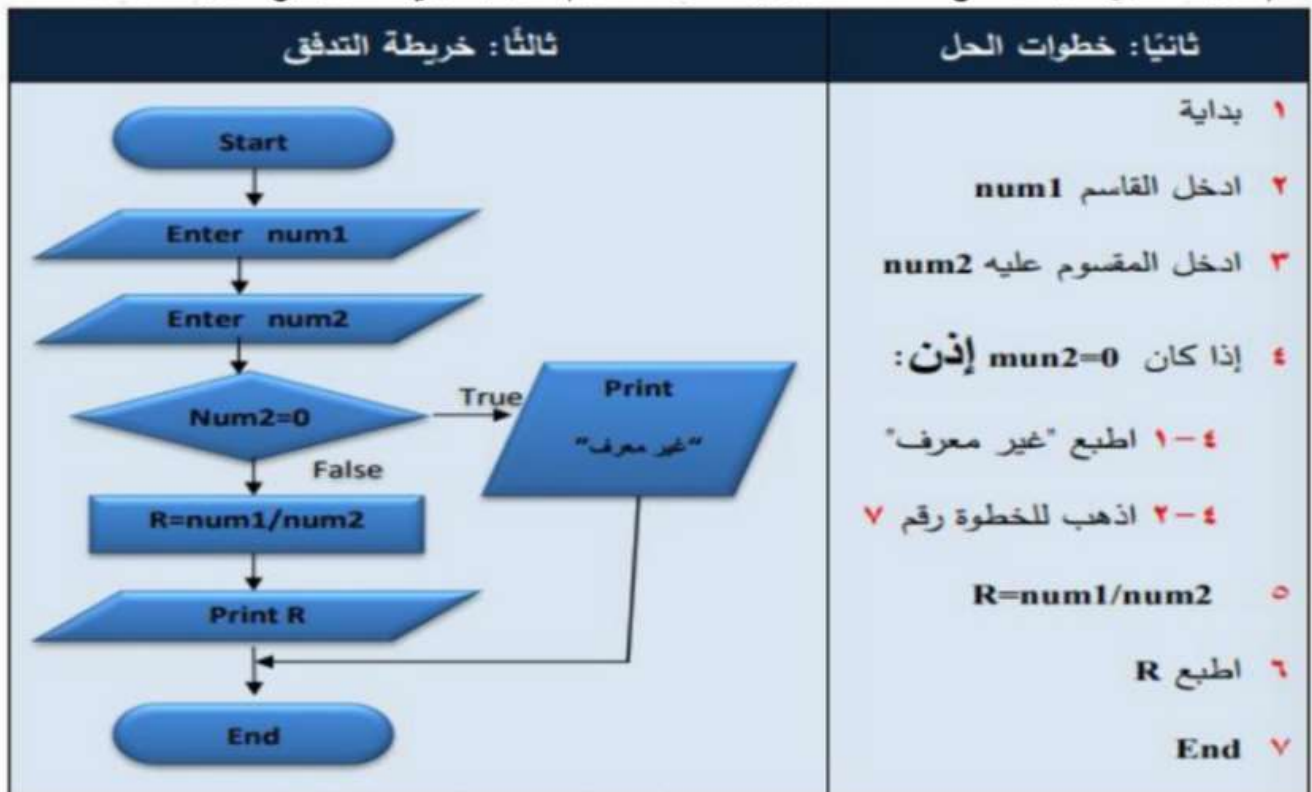 ثانيًا: خطوات الحل
١ بداية
٢ ادخل القاسم num1
٣ ادخل المقسوم عليه num2
٤ إذا كان mun2=0 إذن:
٤-١ اطبع "غير معرف"
٤-٢ اذهب للخطوة رقم ٧
٥ R=num1/num2
٦ اطبع R
٧ End
ثالثًا: خريطة التدفق
Start
Enter num1
Enter num2
Num2=0
True
Print
"غير معرف"
False
R=num1/num2
Print R
End